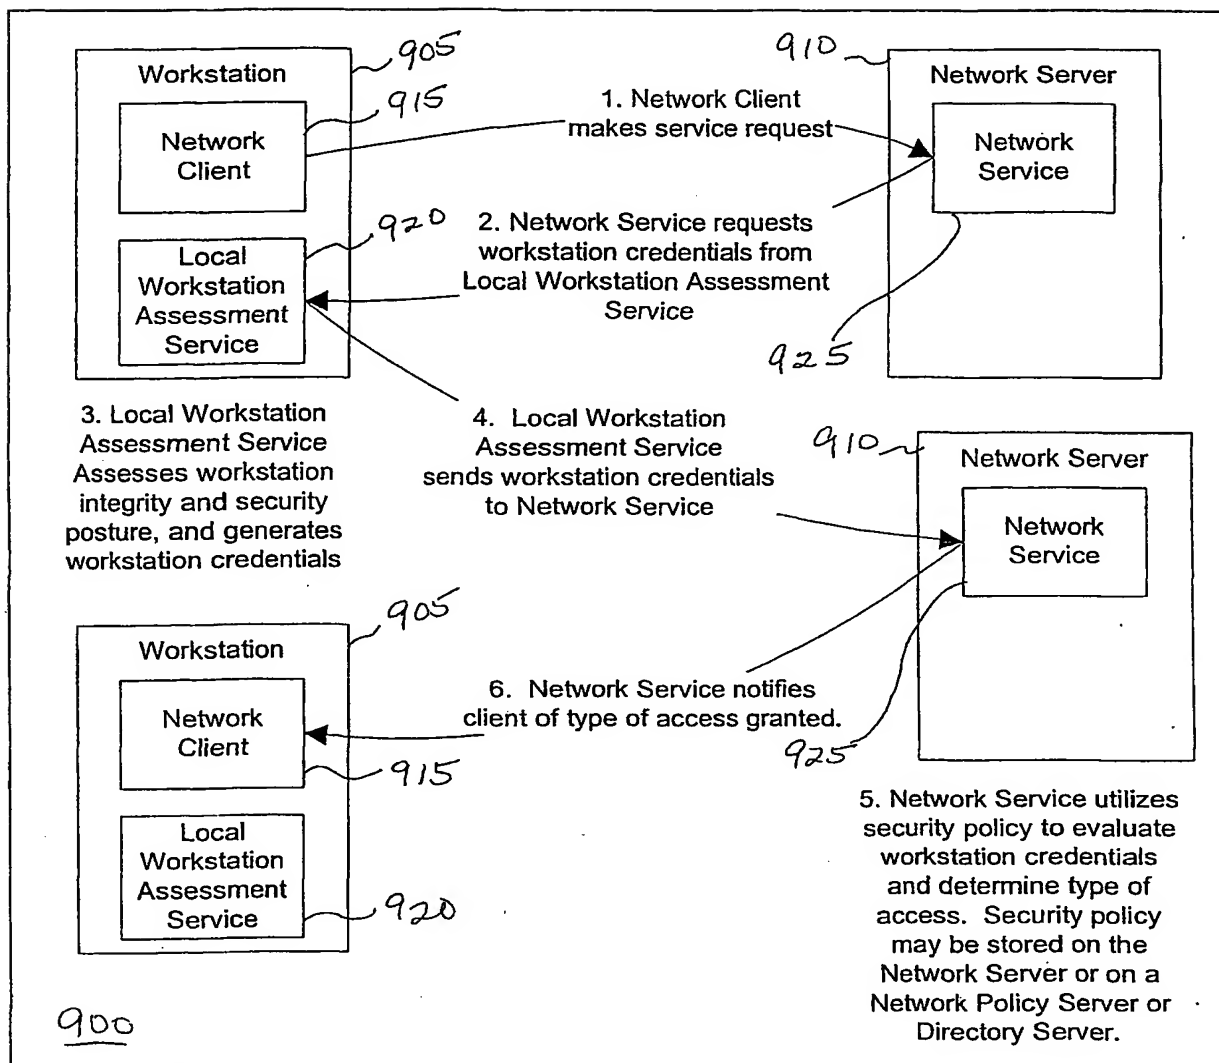 905
Workstation
915
Network
Client
920
Local
Workstation
Assessment
Service
1. Network Client
makes service request
910
Network Server
Network
Service
925
2. Network Service requests
workstation credentials from
Local Workstation Assessment
Service
3. Local Workstation
Assessment Service
Assesses workstation
integrity and security
posture, and generates
workstation credentials
4. Local Workstation
Assessment Service
sends workstation credentials
to Network Service
910
Network Server
Network
Service
925
905
Workstation
Network
Client
915
Local
Workstation
Assessment
Service
920
6. Network Service notifies
client of type of access granted.
5. Network Service utilizes
security policy to evaluate
workstation credentials
and determine type of
access. Security policy
may be stored on the
Network Server or on a
Network Policy Server or
Directory Server.
900